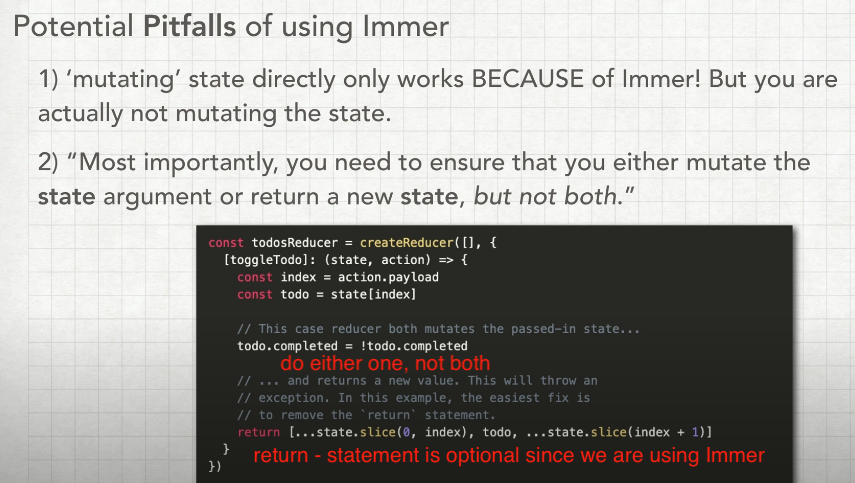 Potential Pitfalls of using Immer
1) ‘mutating’ state directly only works BECAUSE of Immer! But you are
actually not mutating the state.
2) “Most importantly, you need to ensure that you either mutate the
state argument or return a new state, but not both.”
const todosReducer = createReducer([], {
  [toggleTodo]: (state, action) => {
    const index = action.payload
    const todo = state[index]
    // This case reducer both mutates the passed-in state...
    todo.completed = !todo.completed
do either one, not both
    // ... and returns a new value. This will throw an
    // exception. In this example, the easiest fix is
    // to remove the `return` statement.
    return [...state.slice(0, index), todo, ...state.slice(index + 1)]
  }
return - statement is optional since we are using Immer
})